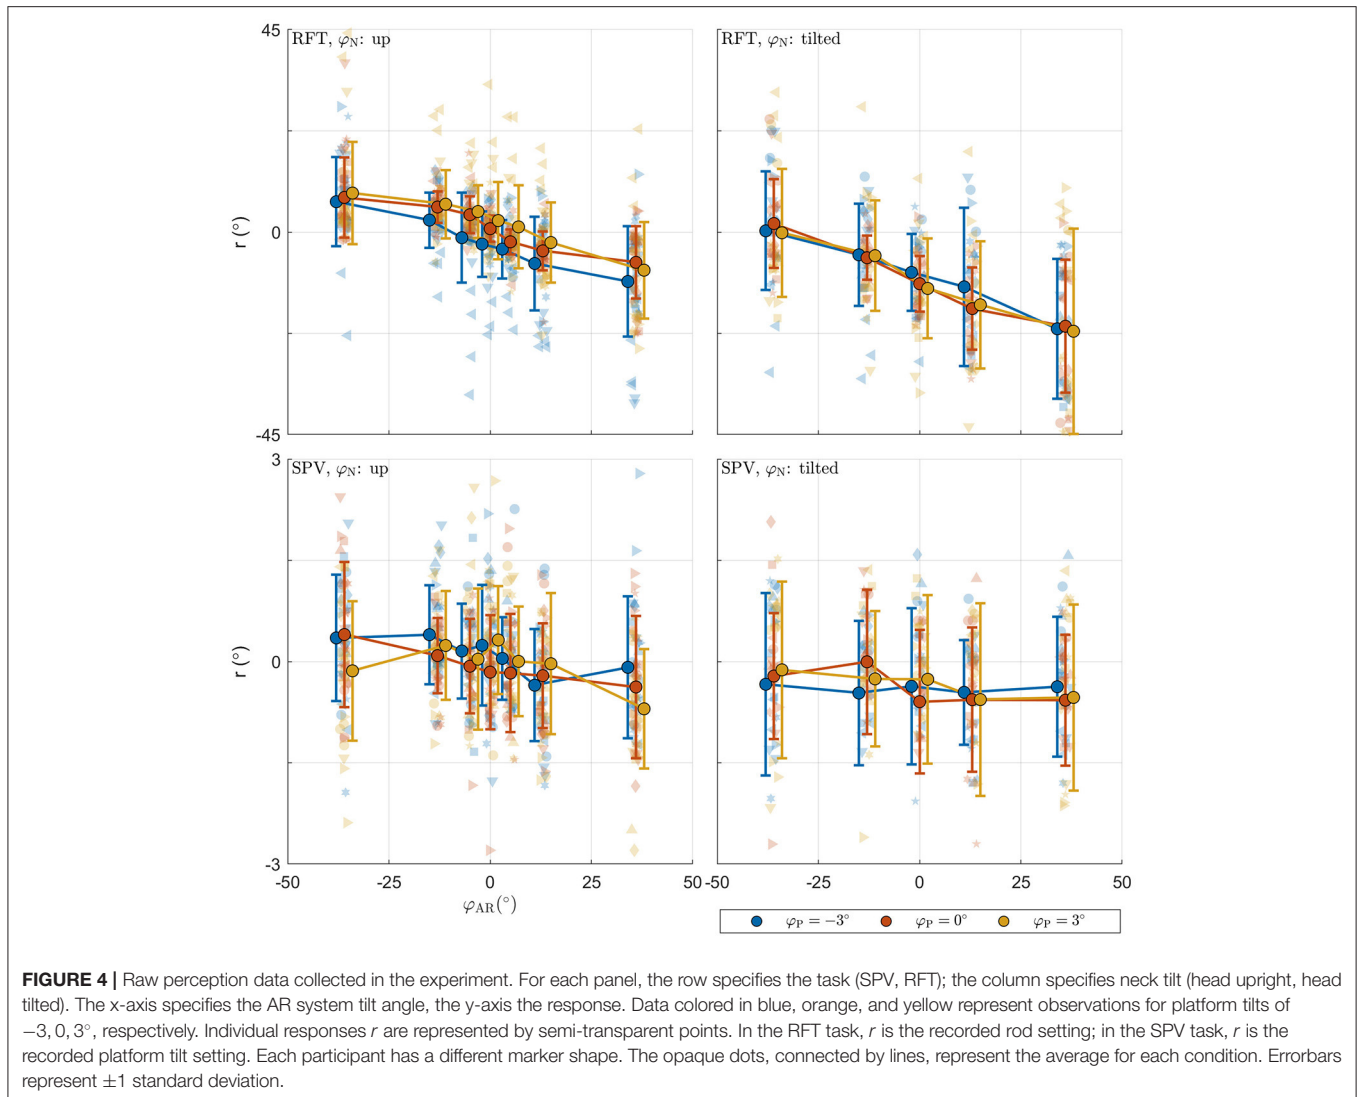 45
RFT, φN: up
RFT, φN: tilted
r (°)
0
-45
3
SPV, φN: up
SPV, φN: tilted
r (°)
0
-3
-50 -25 0 25 50 -50 -25 0 25 50
φAR(°)
φP = −3° φP = 0° φP = 3°
FIGURE 4 | Raw perception data collected in the experiment. For each panel, the row specifies the task (SPV, RFT); the column specifies neck tilt (head upright, head
tilted). The x-axis specifies the AR system tilt angle, the y-axis the response. Data colored in blue, orange, and yellow represent observations for platform tilts of
−3, 0, 3°, respectively. Individual responses r are represented by semi-transparent points. In the RFT task, r is the recorded rod setting; in the SPV task, r is the
recorded platform tilt setting. Each participant has a different marker shape. The opaque dots, connected by lines, represent the average for each condition. Errorbars
represent ±1 standard deviation.